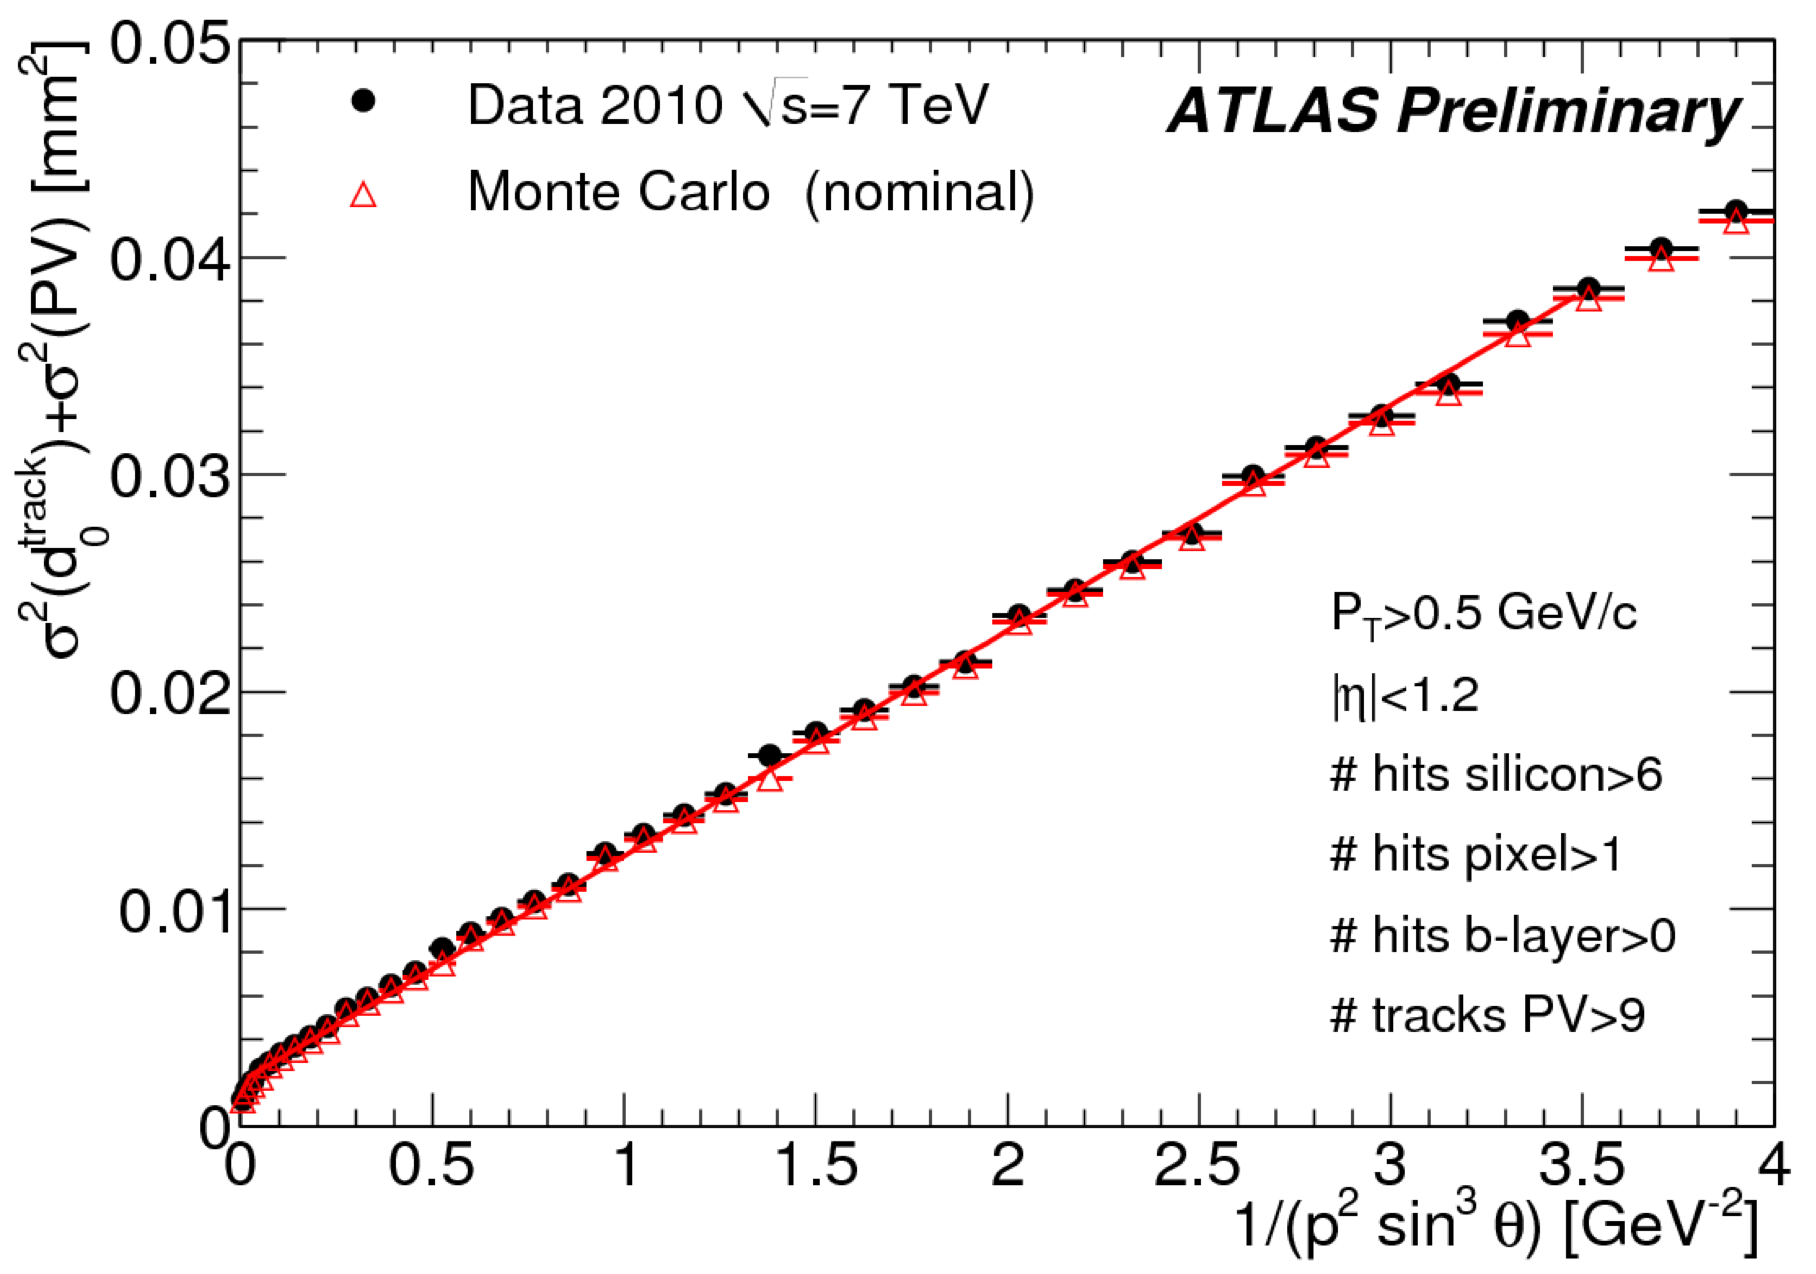 0.05
0.04
0.03
0.02
0.01
0
σ²(d₀ᵗʳᵃᶜᵏ)+σ²(PV) [mm²]
Data 2010 √s=7 TeV
Monte Carlo (nominal)
ATLAS Preliminary
P_T>0.5 GeV/c
|η|<1.2
# hits silicon>6
# hits pixel>1
# hits b-layer>0
# tracks PV>9
0 0.5 1 1.5 2 2.5 3 3.5 4
1/(p² sin³ θ) [GeV⁻²]